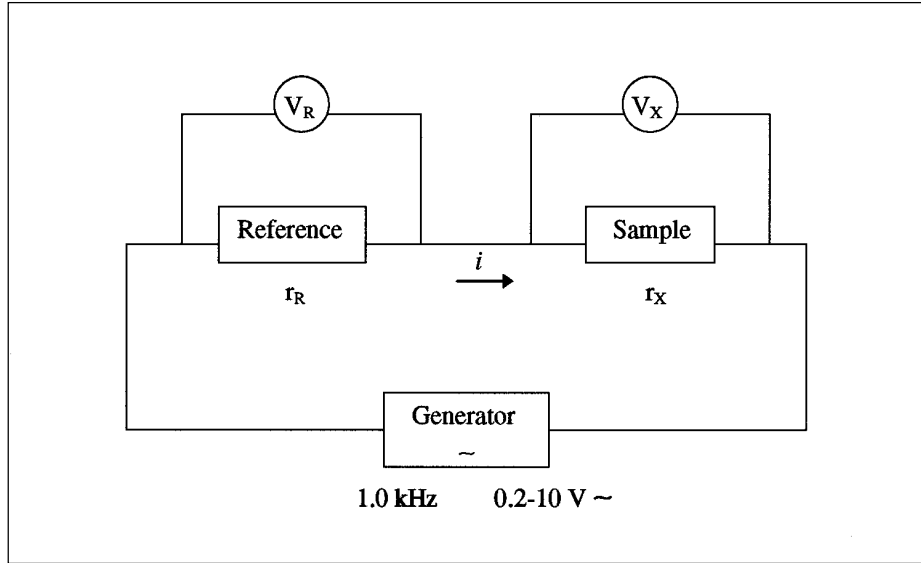 V_R V_X
Reference Sample
i
r_R r_X
Generator
~
1.0 kHz 0.2-10 V ~